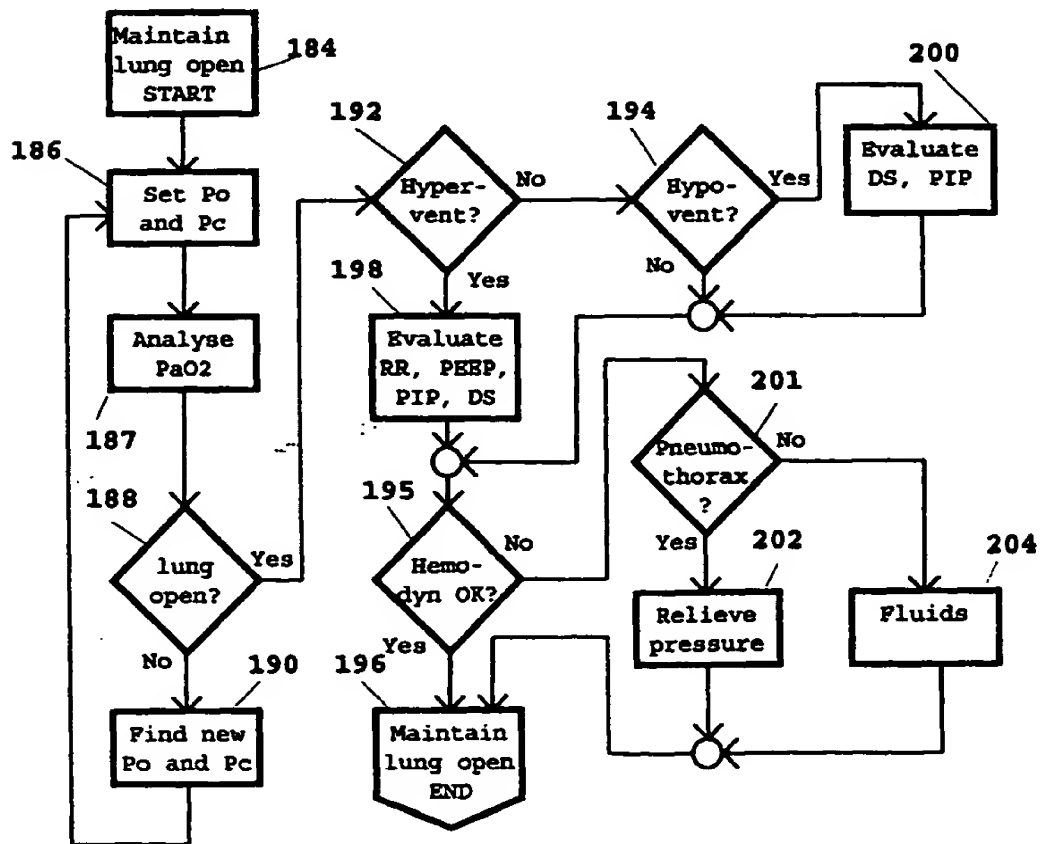 Maintain
lung open
START
184
186
Set Po
and Pc
Analyse
PaO2
187
188
lung
open?
Yes
No
190
Find new
Po and Pc
192
Hyper-
vent?
No
Yes
194
Hypo-
vent?
Yes
No
200
Evaluate
DS, PIP
198
Evaluate
RR, PEEP,
PIP, DS
195
Hemo-
dyn OK?
No
Yes
201
Pneumo-
thorax
?
No
Yes
202
Relieve
pressure
204
Fluids
196
Maintain
lung open
END